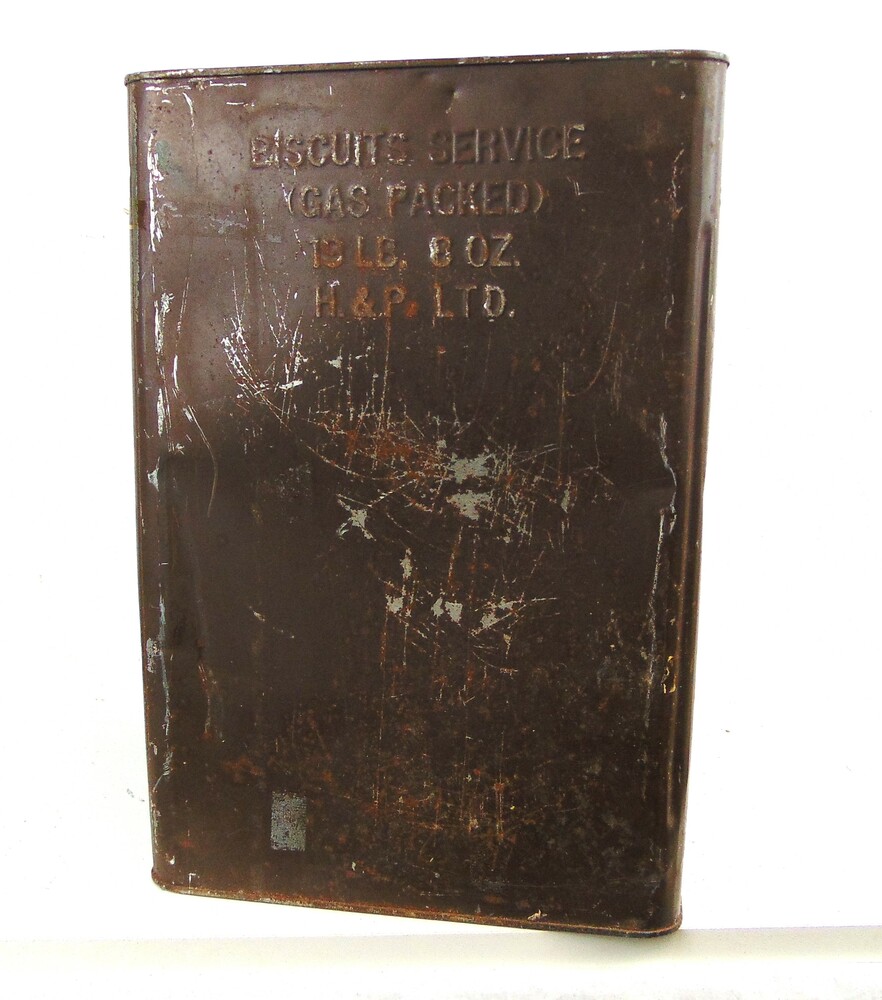 BISCUITS SERVICE
(GAS PACKED)
19 LB. 8 OZ.
H. & P. LTD.